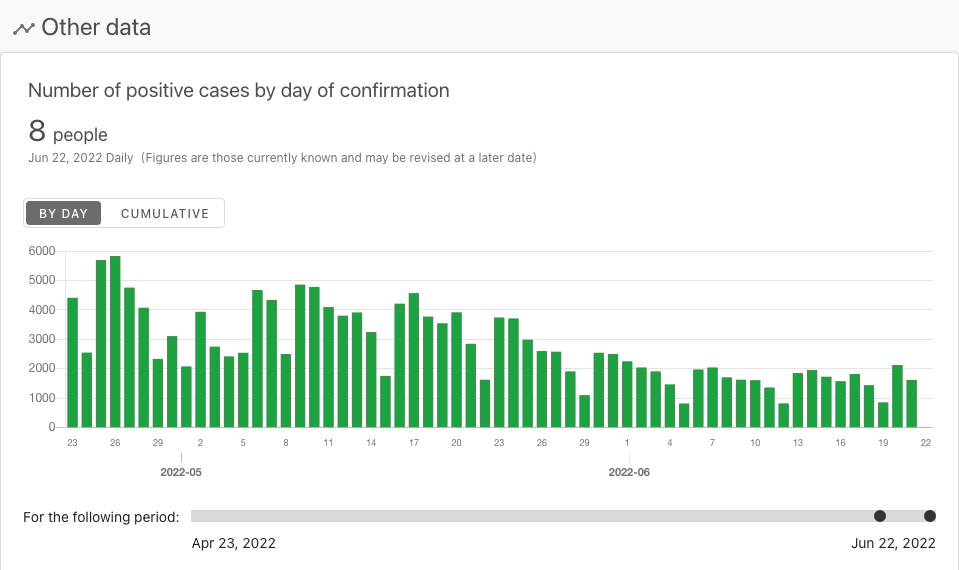 Other data
Number of positive cases by day of confirmation
8 people
Jun 22, 2022 Daily (Figures are those currently known and may be revised at a later date)
BY DAY CUMULATIVE
6000
5000
4000
3000
2000
1000
0
23 26 29 2 5 8 11 14 17 20 23 26 29 1 4 7 10 13 16 19 22
2022-05 2022-06
For the following period:
Apr 23, 2022 Jun 22, 2022